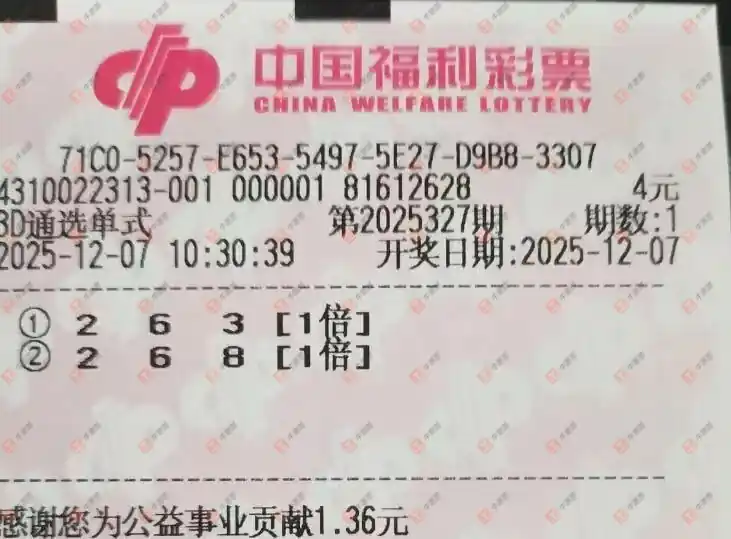 中国福利彩票
CHINA WELFARE LOTTERY
71C0-5257-E653-5497-5E27-D9B8-3307
4310022313-001 000001 81612628 4元
3D通选单式 第2025327期 期数:1
2025-12-07 10:30:39 开奖日期:2025-12-07
① 2 6 3 [1倍]
② 2 6 8 [1倍]
感谢您为公益事业贡献1.36元